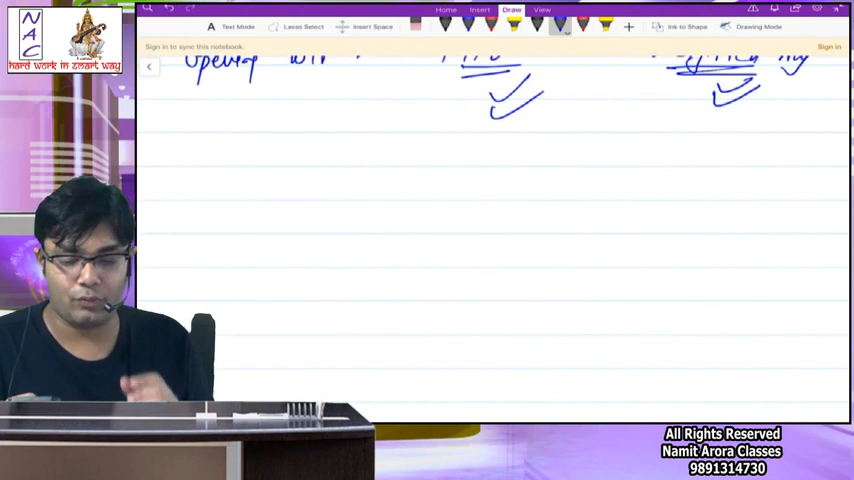 Home Insert Draw View
Text Mode Lasso Select Insert Space Ink to Shape Drawing Mode
Sign in to sync this notebook. Sign in
NAC
hard work in smart way
All Rights Reserved
Namit Arora Classes
9891314730